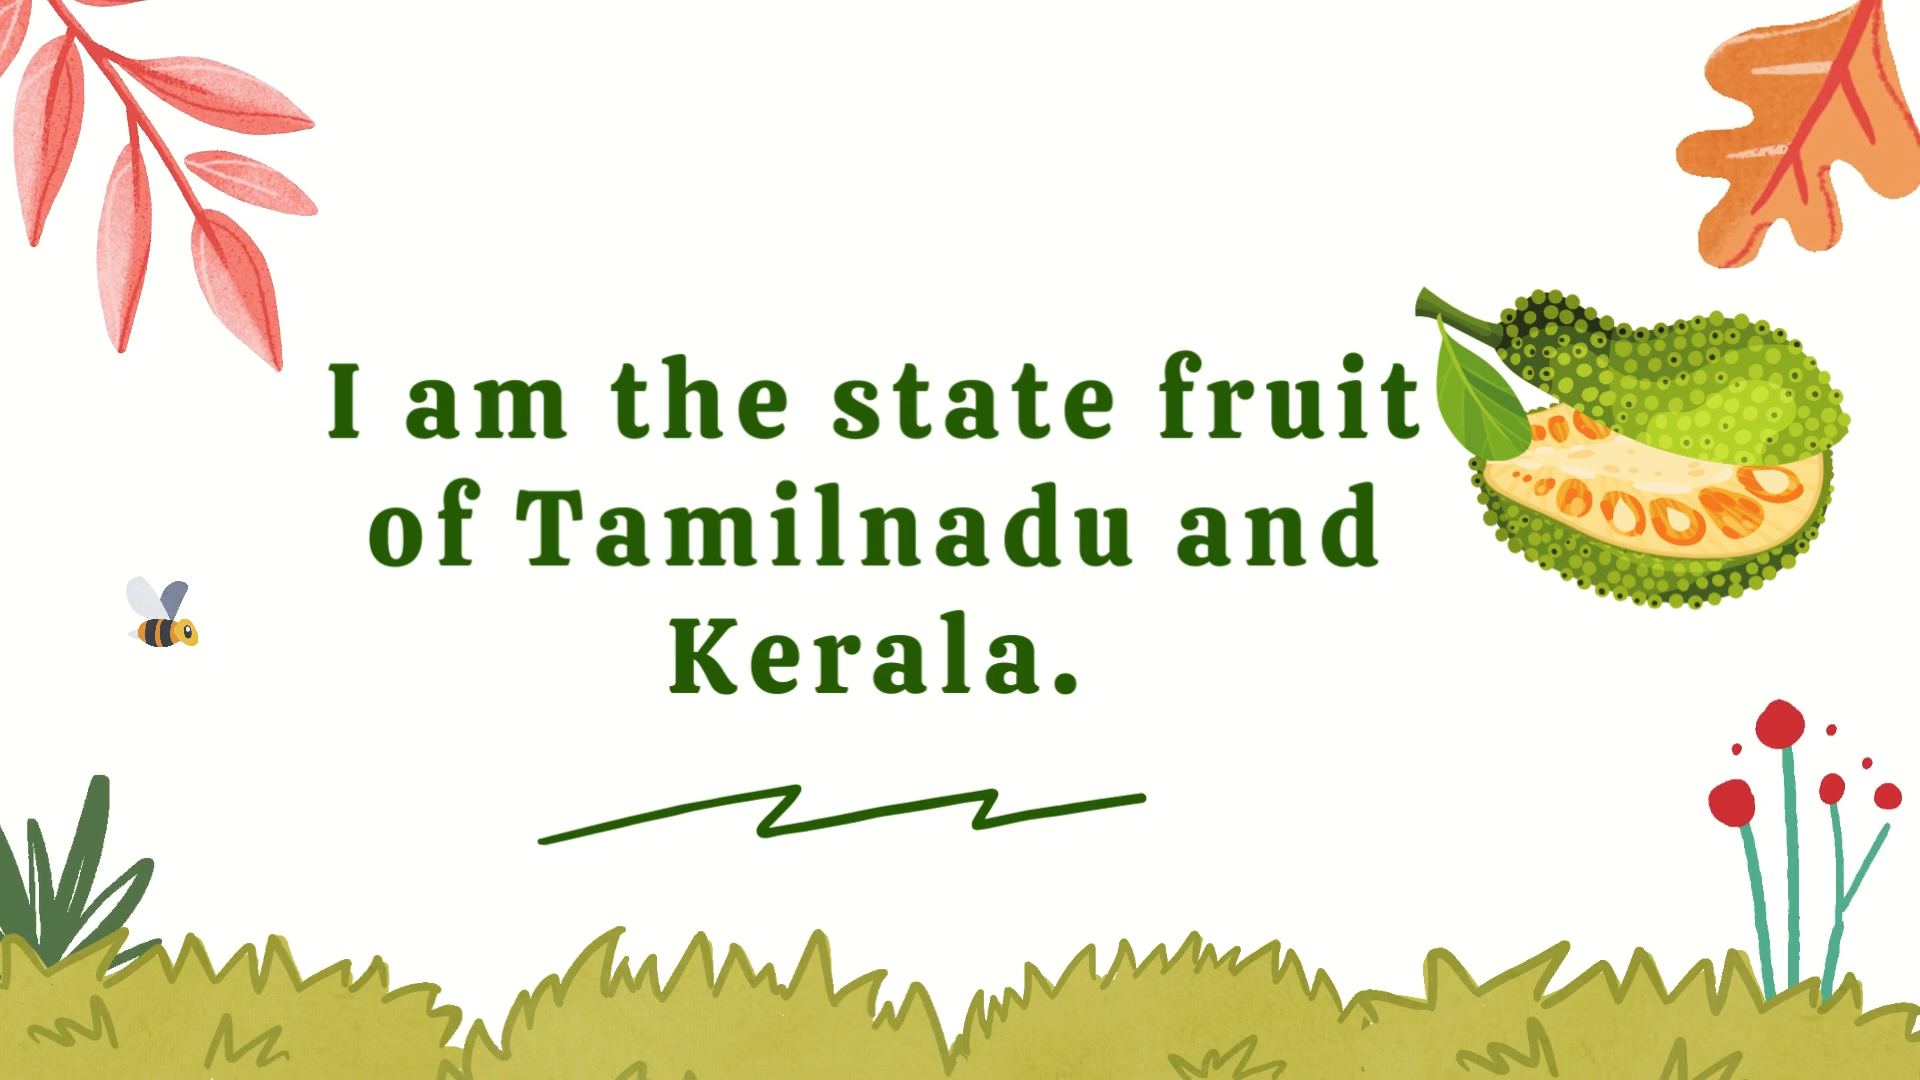 I am the state fruit
of Tamilnadu and
Kerala.